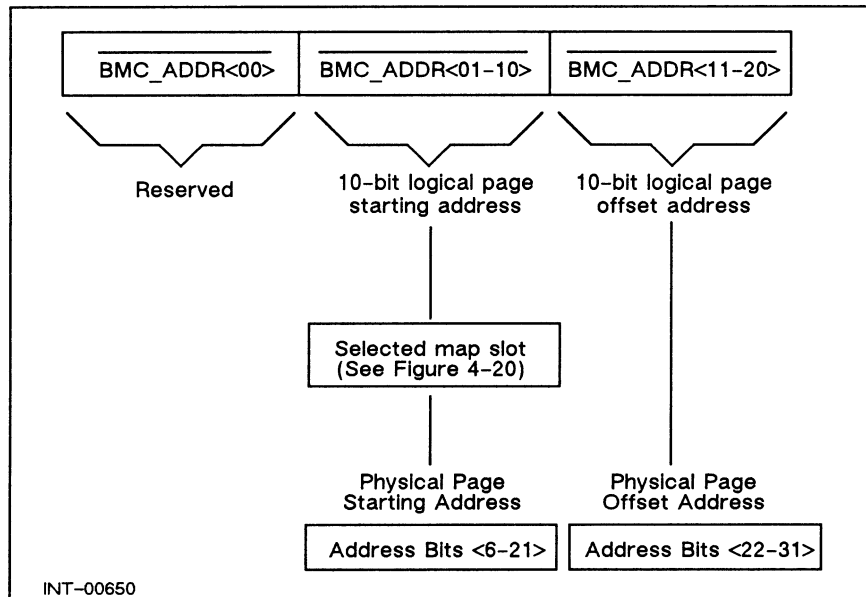 BMC_ADDR<00> BMC_ADDR<01-10> BMC_ADDR<11-20>
Reserved
10-bit logical page
starting address
10-bit logical page
offset address
Selected map slot
(See Figure 4-20)
Physical Page
Starting Address
Physical Page
Offset Address
Address Bits <6-21>
Address Bits <22-31>
INT-00650